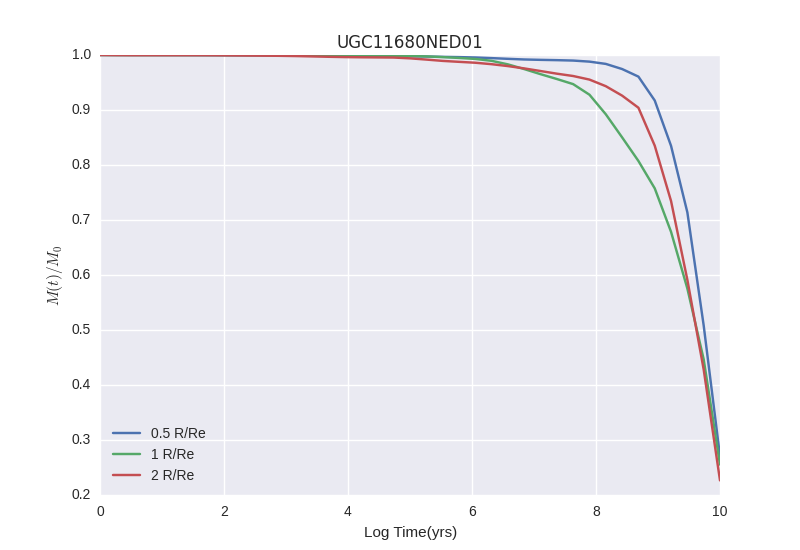 UGC11680NED01
1.0
0.9
0.8
0.7
0.6
0.5
0.4
0.3
0.2
M(t)/M₀
0.5 R/Re
1 R/Re
2 R/Re
0 2 4 6 8 10
Log Time(yrs)